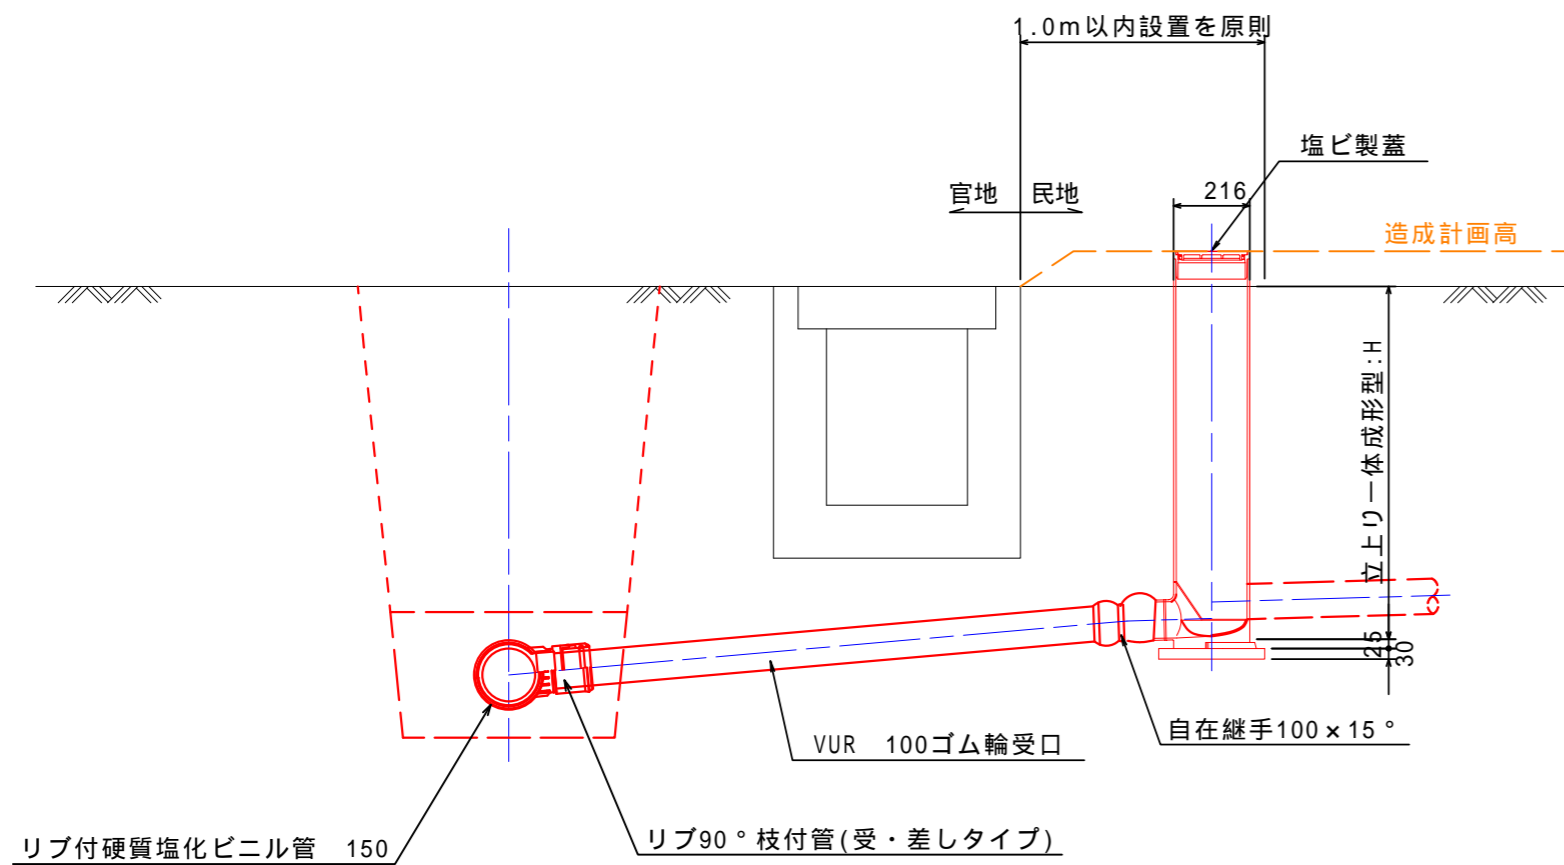 1.0m以内設置を原則
塩ビ製蓋
官地 民地
216
造成計画高
立上り一体成形型:H
25
30
自在継手100×15°
VUR 100ゴム輪受口
リブ90°枝付管(受・差しタイプ)
リブ付硬質塩化ビニル管 150